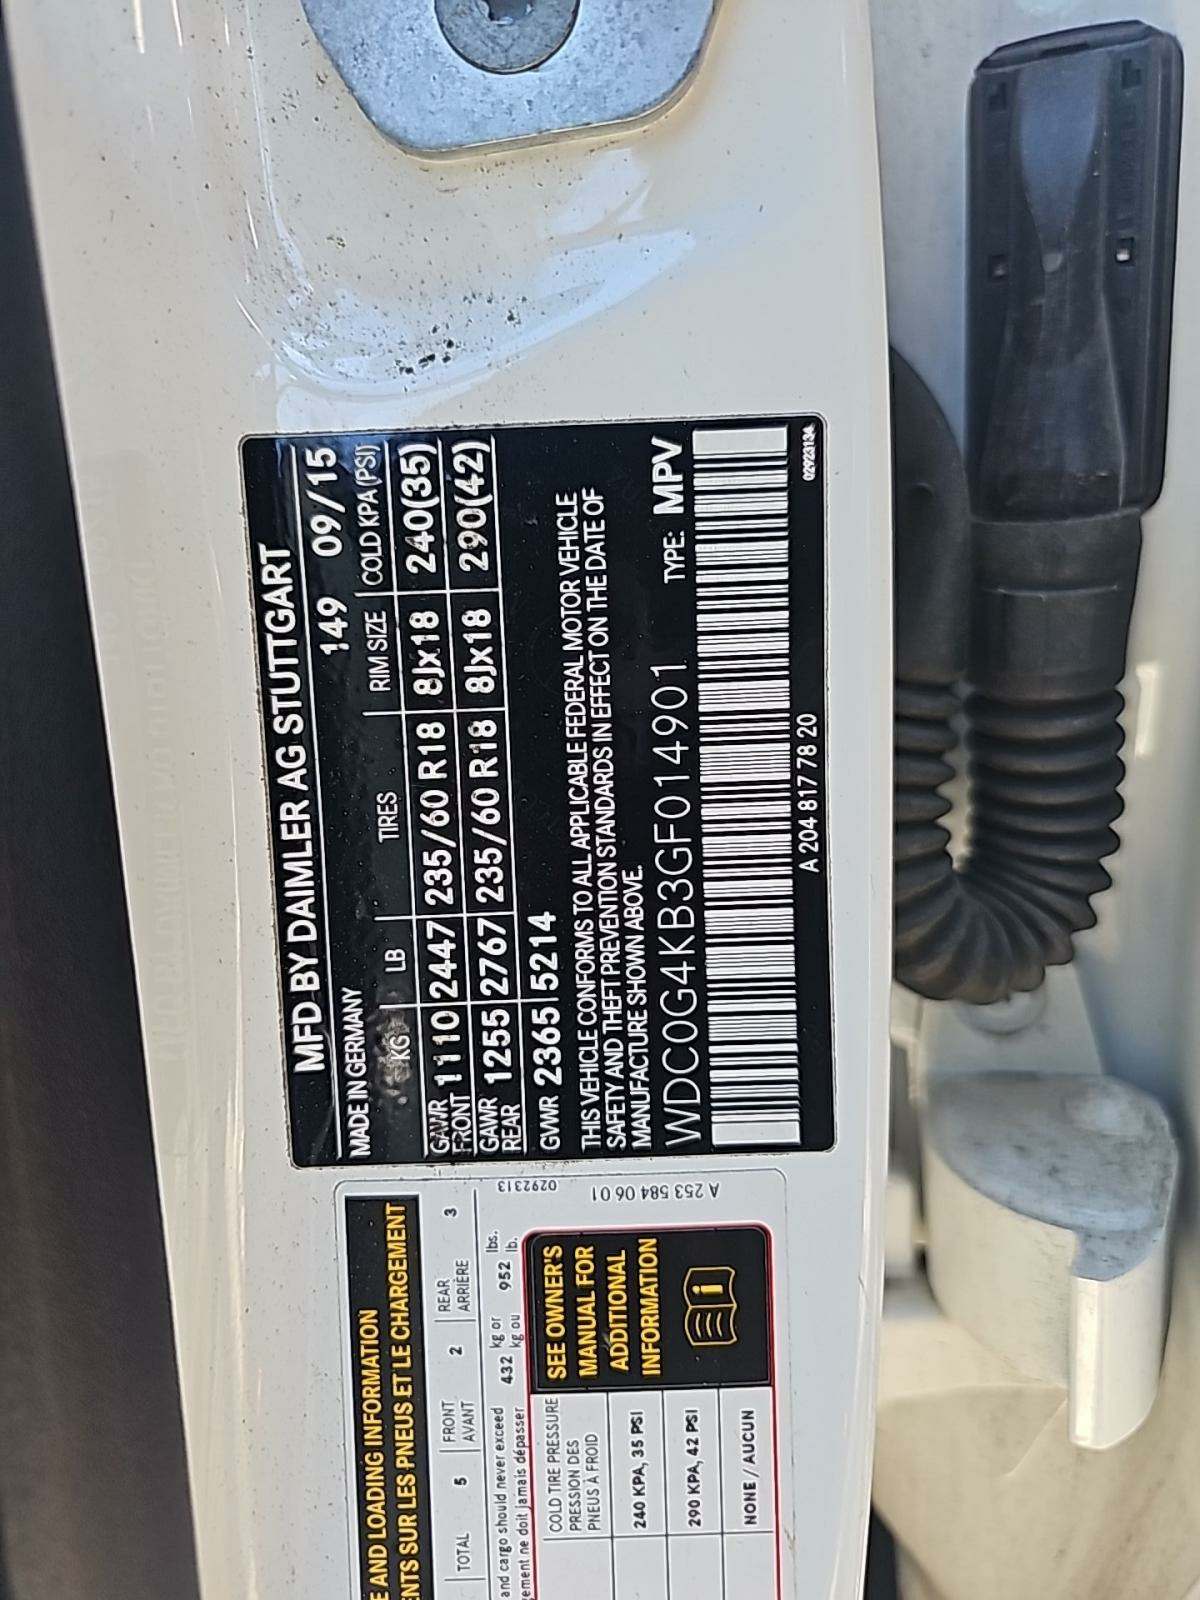 MFD BY DAIMLER AG STUTTGART
MADE IN GERMANY 149 09/15
KG LB TIRES RIM SIZE COLD KPA (PSI)
GAWR FRONT 1110 2447 235/60 R18 8Jx18 240(35)
GAWR REAR 1255 2767 235/60 R18 8Jx18 290(42)
GVWR 2365 5214
THIS VEHICLE CONFORMS TO ALL APPLICABLE FEDERAL MOTOR VEHICLE
SAFETY AND THEFT PREVENTION STANDARDS IN EFFECT ON THE DATE OF
MANUFACTURE SHOWN ABOVE.
WDC0G4KB3GF014901 TYPE: MPV
A 204 817 78 20 02923134
AND LOADING INFORMATION
SUR LES PNEUS ET LE CHARGEMENT
TOTAL 5 FRONT AVANT 2 REAR ARRIÈRE 3
and cargo should never exceed 432 kg or 952 lbs.
ne doit jamais dépasser kg ou lb.
COLD TIRE PRESSURE
PRESSION DES
PNEUS À FROID
240 KPA, 35 PSI
290 KPA, 42 PSI
NONE / AUCUN
SEE OWNER'S
MANUAL FOR
ADDITIONAL
INFORMATION
0292313
A 253 584 06 01